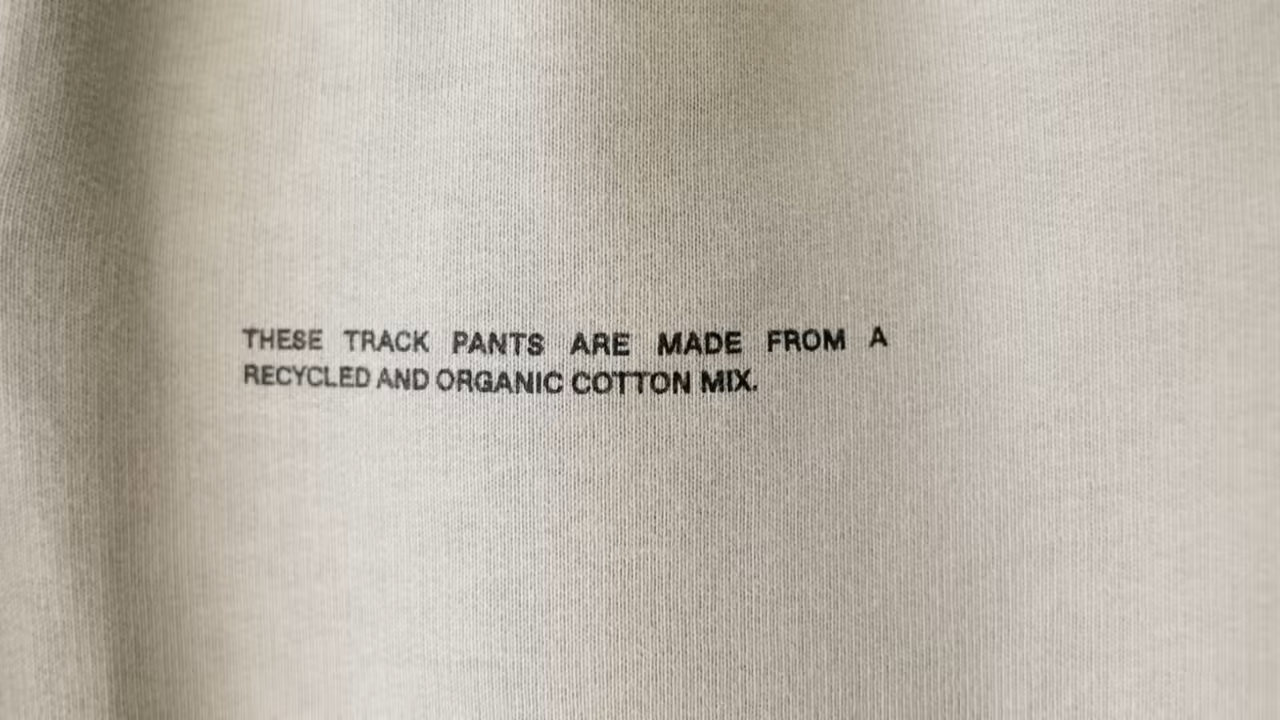 THESE TRACK PANTS ARE MADE FROM A
RECYCLED AND ORGANIC COTTON MIX.